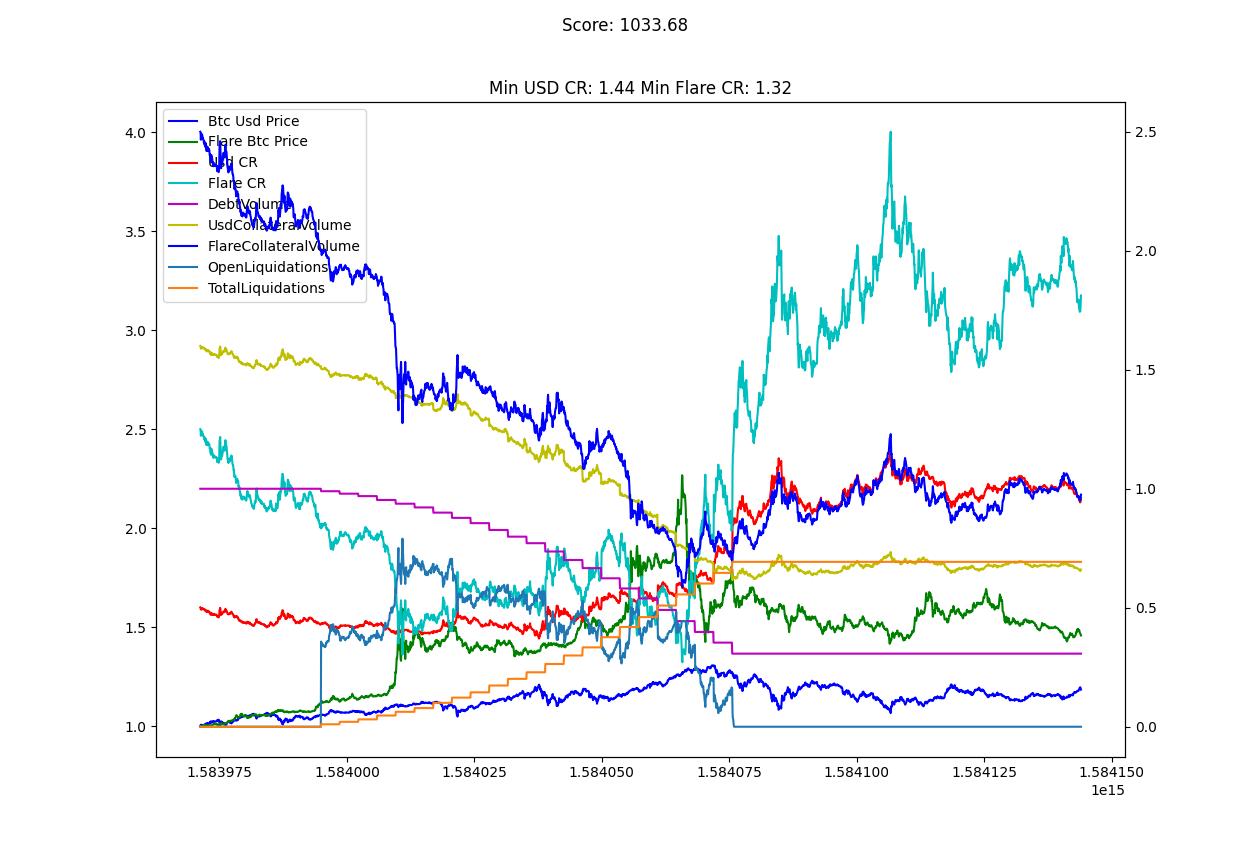 Score: 1033.68
Min USD CR: 1.44 Min Flare CR: 1.32
Btc Usd Price
Flare Btc Price
Usd CR
Flare CR
DebtVolume
UsdCollateralVolume
FlareCollateralVolume
OpenLiquidations
TotalLiquidations
4.0
3.5
3.0
2.5
2.0
1.5
1.0
2.5
2.0
1.5
1.0
0.5
0.0
1.583975 1.584000 1.584025 1.584050 1.584075 1.584100 1.584125 1.584150
1e15